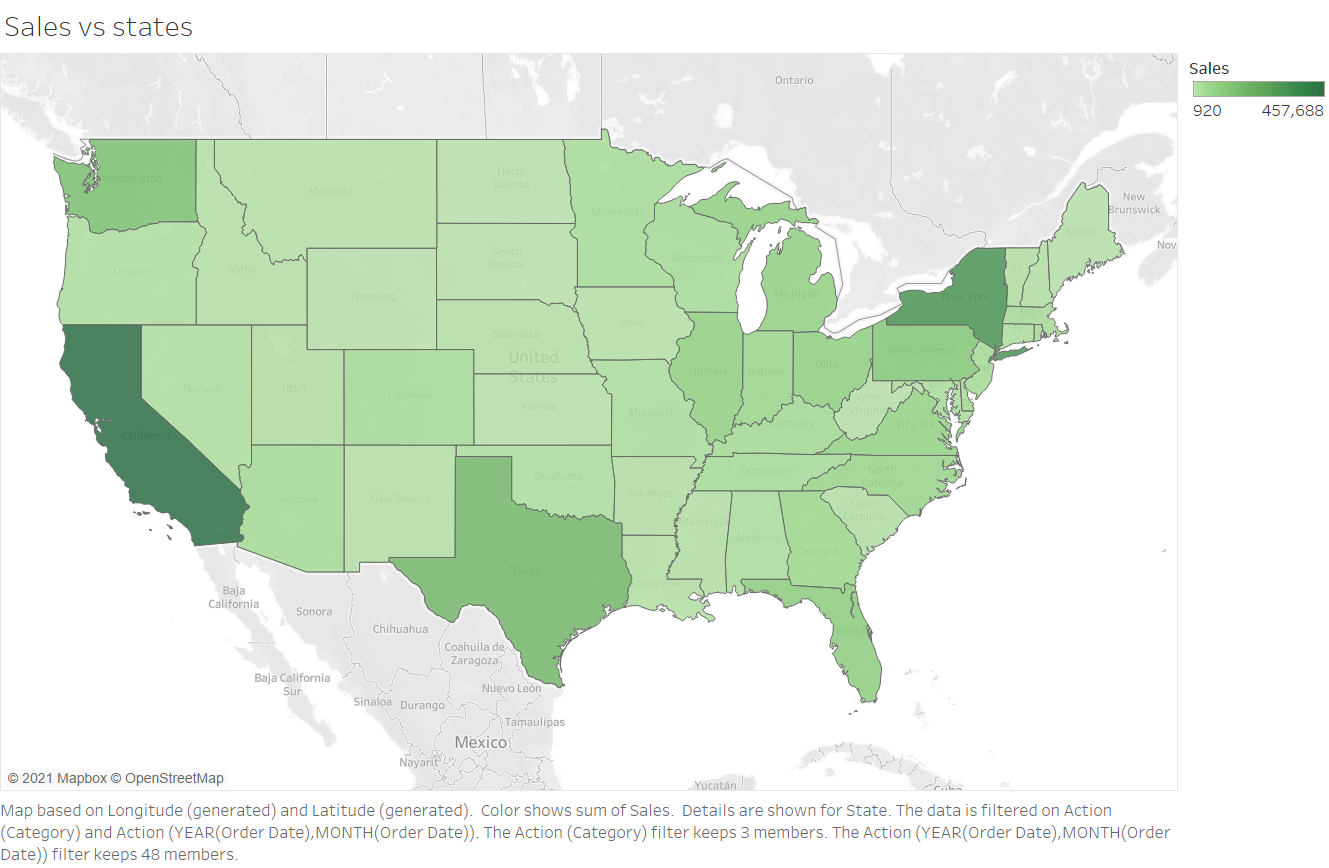 Sales vs states
Sales
920
457,688
Ontario
New
Brunswick
Nov
Washington
Montana
North
Dakota
Minnesota
Maine
Oregon
Idaho
South
Dakota
Wisconsin
VT
Wyoming
Michigan
New York
MA
Iowa
Nebraska
CT
United
States
Pennsylvania
Nevada
Utah
Colorado
Illinois
Indiana
Ohio
Kansas
Missouri
West
Virginia
Virginia
California
Kentucky
Arizona
New Mexico
Oklahoma
Tennessee
North
Carolina
Arkansas
South
Carolina
Mississippi
Alabama
Georgia
Texas
Louisiana
Florida
Baja
California
Sonora
Chihuahua
Coahuila de
Zaragoza
Baja California
Sur
Nuevo León
Sinaloa
Durango
Tamaulipas
Mexico
Nayarit
Yucatán
Cuba
© 2021 Mapbox © OpenStreetMap
Map based on Longitude (generated) and Latitude (generated).  Color shows sum of Sales.  Details are shown for State. The data is filtered on Action
(Category) and Action (YEAR(Order Date),MONTH(Order Date)). The Action (Category) filter keeps 3 members. The Action (YEAR(Order Date),MONTH(Order
Date)) filter keeps 48 members.